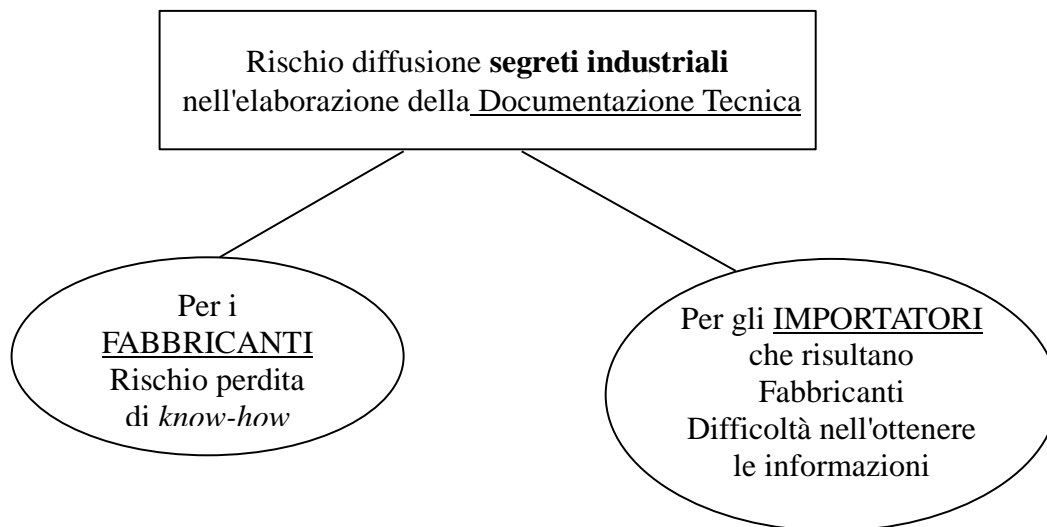 Rischio diffusione segreti industriali
nell'elaborazione della Documentazione Tecnica
Per i
FABBRICANTI
Rischio perdita
di know-how
Per gli IMPORTATORI
che risultano
Fabbricanti
Difficoltà nell'ottenere
le informazioni